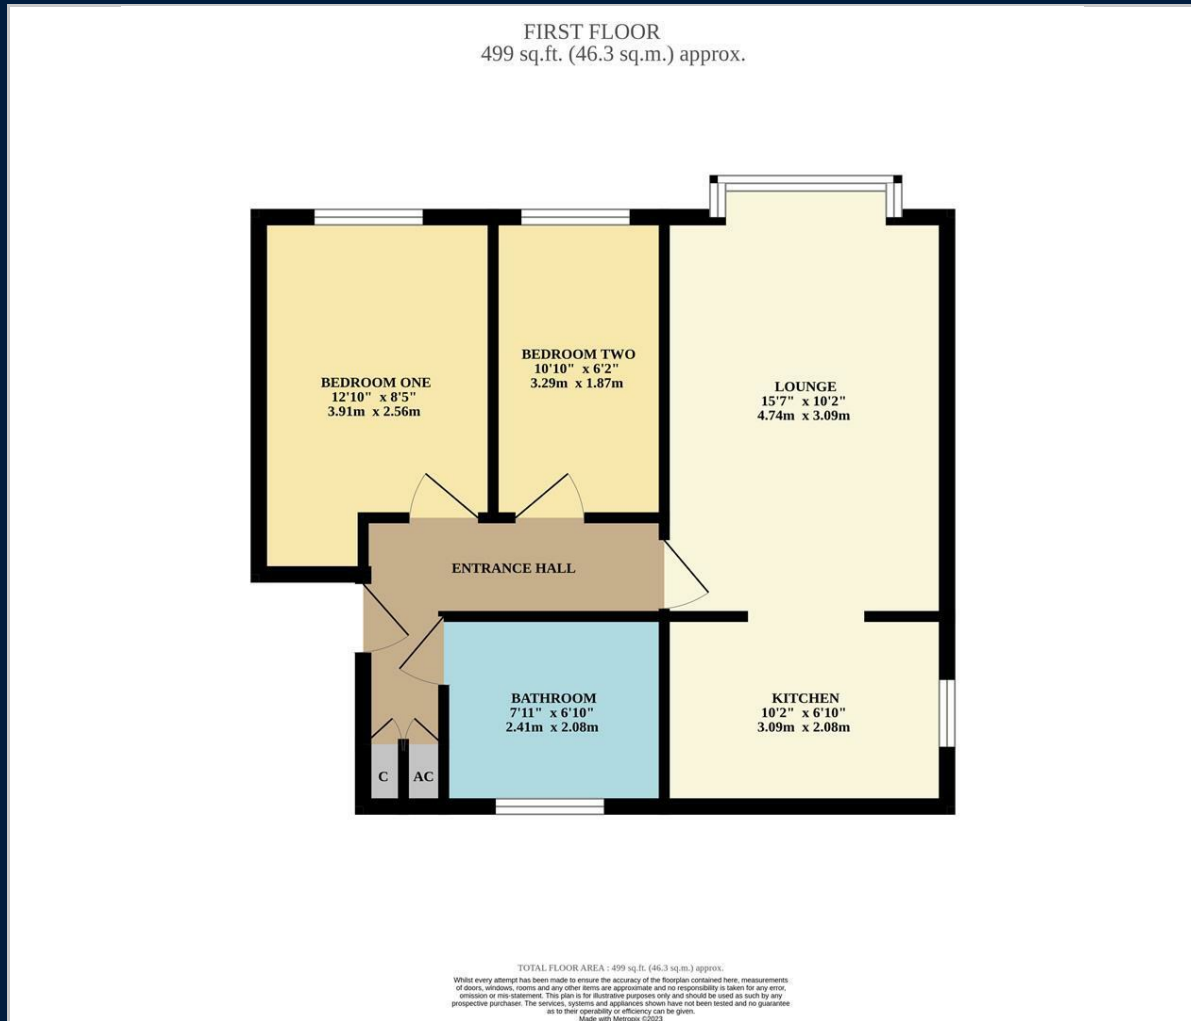 FIRST FLOOR
499 sq.ft. (46.3 sq.m.) approx.
BEDROOM ONE
12'10" x 8'5"
3.91m x 2.56m
BEDROOM TWO
10'10" x 6'2"
3.29m x 1.87m
LOUNGE
15'7" x 10'2"
4.74m x 3.09m
ENTRANCE HALL
BATHROOM
7'11" x 6'10"
2.41m x 2.08m
KITCHEN
10'2" x 6'10"
3.09m x 2.08m
C
AC
TOTAL FLOOR AREA : 499 sq.ft. (46.3 sq.m.) approx.
Whilst every attempt has been made to ensure the accuracy of the floorplan contained here, measurements
of doors, windows, rooms and any other items are approximate and no responsibility is taken for any error,
omission or mis-statement. This plan is for illustrative purposes only and should be used as such by any
prospective purchaser. The services, systems and appliances shown have not been tested and no guarantee
as to their operability or efficiency can be given.
Made with Metropix ©2023